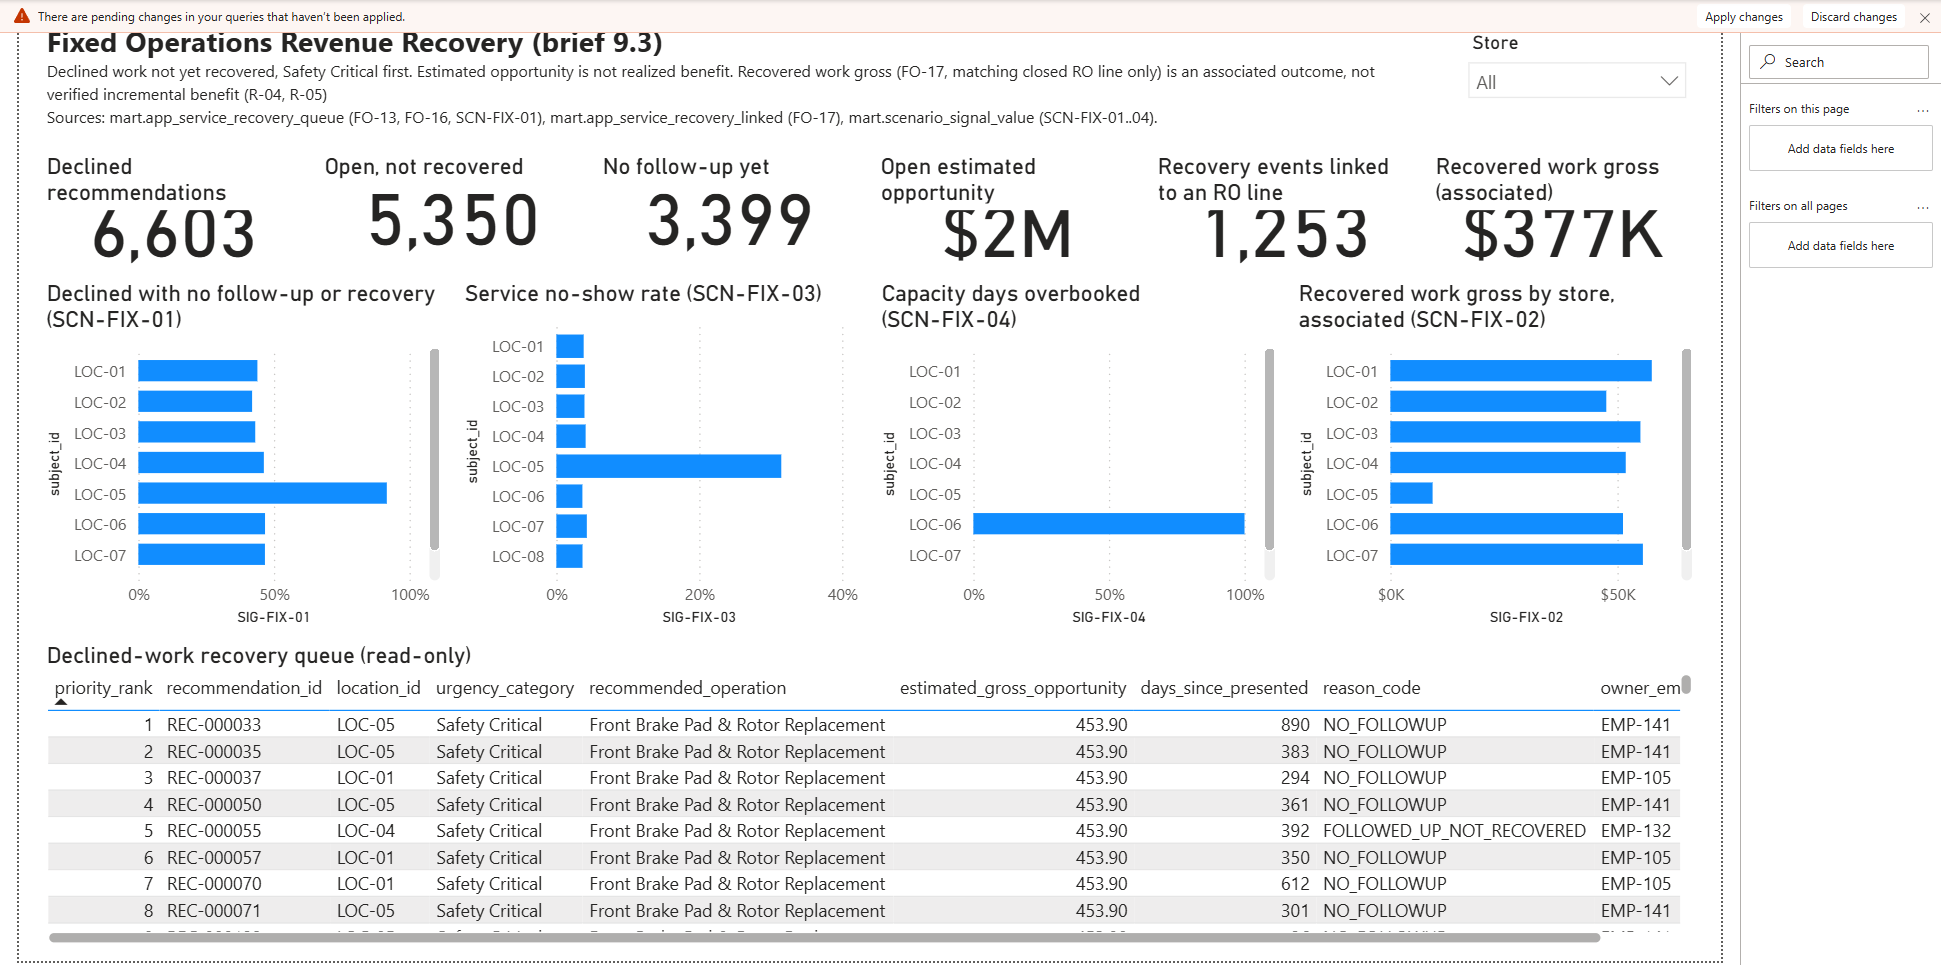 There are pending changes in your queries that haven't been applied.
Apply changes
Discard changes
Fixed Operations Revenue Recovery (brief 9.3)
Declined work not yet recovered, Safety Critical first. Estimated opportunity is not realized benefit. Recovered work gross (FO-17, matching closed RO line only) is an associated outcome, not
verified incremental benefit (R-04, R-05)
Sources: mart.app_service_recovery_queue (FO-13, FO-16, SCN-FIX-01), mart.app_service_recovery_linked (FO-17), mart.scenario_signal_value (SCN-FIX-01..04).
Store
All
Search
Filters on this page
...
Add data fields here
Filters on all pages
...
Add data fields here
Declined
recommendations
6,603
Open, not recovered
5,350
No follow-up yet
3,399
Open estimated
opportunity
$2M
Recovery events linked
to an RO line
1,253
Recovered work gross
(associated)
$377K
Declined with no follow-up or recovery
(SCN-FIX-01)
subject_id
LOC-01
LOC-02
LOC-03
LOC-04
LOC-05
LOC-06
LOC-07
0% 50% 100%
SIG-FIX-01
Service no-show rate (SCN-FIX-03)
subject_id
LOC-01
LOC-02
LOC-03
LOC-04
LOC-05
LOC-06
LOC-07
LOC-08
0% 20% 40%
SIG-FIX-03
Capacity days overbooked
(SCN-FIX-04)
subject_id
LOC-01
LOC-02
LOC-03
LOC-04
LOC-05
LOC-06
LOC-07
0% 50% 100%
SIG-FIX-04
Recovered work gross by store,
associated (SCN-FIX-02)
subject_id
LOC-01
LOC-02
LOC-03
LOC-04
LOC-05
LOC-06
LOC-07
$0K $50K
SIG-FIX-02
Declined-work recovery queue (read-only)
priority_rank recommendation_id location_id urgency_category recommended_operation estimated_gross_opportunity days_since_presented reason_code owner_em
1 REC-000033 LOC-05 Safety Critical Front Brake Pad & Rotor Replacement 453.90 890 NO_FOLLOWUP EMP-141
2 REC-000035 LOC-05 Safety Critical Front Brake Pad & Rotor Replacement 453.90 383 NO_FOLLOWUP EMP-141
3 REC-000037 LOC-01 Safety Critical Front Brake Pad & Rotor Replacement 453.90 294 NO_FOLLOWUP EMP-105
4 REC-000050 LOC-05 Safety Critical Front Brake Pad & Rotor Replacement 453.90 361 NO_FOLLOWUP EMP-141
5 REC-000055 LOC-04 Safety Critical Front Brake Pad & Rotor Replacement 453.90 392 FOLLOWED_UP_NOT_RECOVERED EMP-132
6 REC-000057 LOC-01 Safety Critical Front Brake Pad & Rotor Replacement 453.90 350 NO_FOLLOWUP EMP-105
7 REC-000070 LOC-01 Safety Critical Front Brake Pad & Rotor Replacement 453.90 612 NO_FOLLOWUP EMP-105
8 REC-000071 LOC-05 Safety Critical Front Brake Pad & Rotor Replacement 453.90 301 NO_FOLLOWUP EMP-141